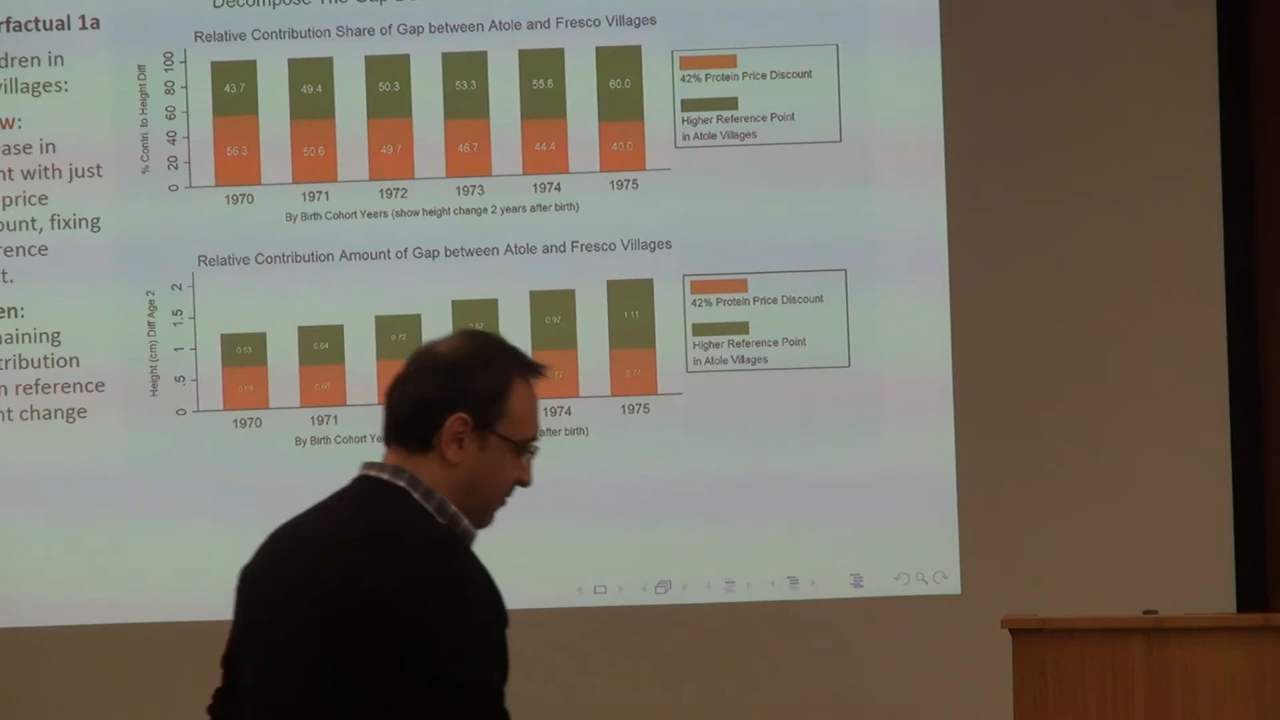 Decompose The Gap
rfactual 1a
dren in
illages:
w:
ase in
nt with just
price
ount, fixing
rence
t.
en:
naining
tribution
n reference
nt change
Relative Contribution Share of Gap between Atole and Fresco Villages
% Contri. to Height Diff
0 20 40 60 80 100
43.7 49.4 50.3 53.3 55.6 60.0
56.3 50.6 49.7 46.7 44.4 40.0
1970 1971 1972 1973 1974 1975
By Birth Cohort Years (show height change 2 years after birth)
42% Protein Price Discount
Higher Reference Point
in Atole Villages
Relative Contribution Amount of Gap between Atole and Fresco Villages
Height (cm) Diff Age 2
0 .5 1 1.5 2
0.53 0.64 0.72 0.92 1.11
1970 1971 1974 1975
By Birth Cohort Ye
after birth)
42% Protein Price Discount
Higher Reference Point
in Atole Villages